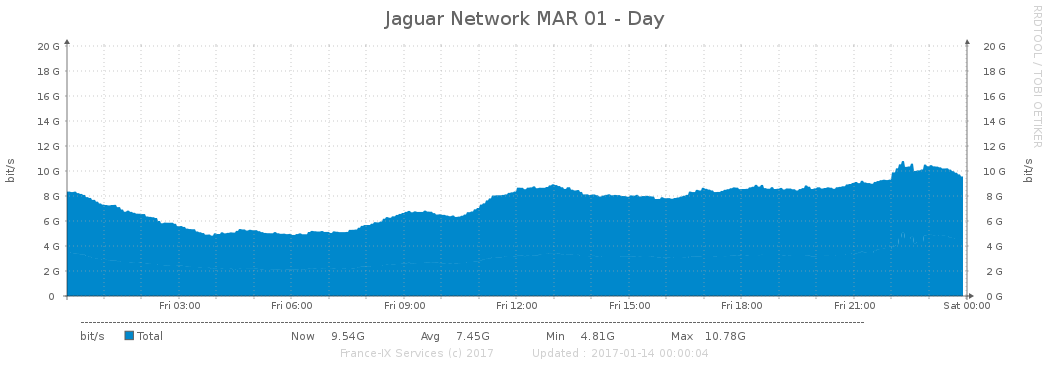 Jaguar Network MAR 01 - Day
RRDTOOL / TOBI OETIKER
bit/s
bit/s
20 G 20 G
18 G 18 G
16 G 16 G
14 G 14 G
12 G 12 G
10 G 10 G
8 G 8 G
6 G 6 G
4 G 4 G
2 G 2 G
0 0 G
Fri 03:00 Fri 06:00 Fri 09:00 Fri 12:00 Fri 15:00 Fri 18:00 Fri 21:00 Sat 00:00
bit/s Total Now 9.54G Avg 7.45G Min 4.81G Max 10.78G
France-IX Services (c) 2017 Updated : 2017-01-14 00:00:04